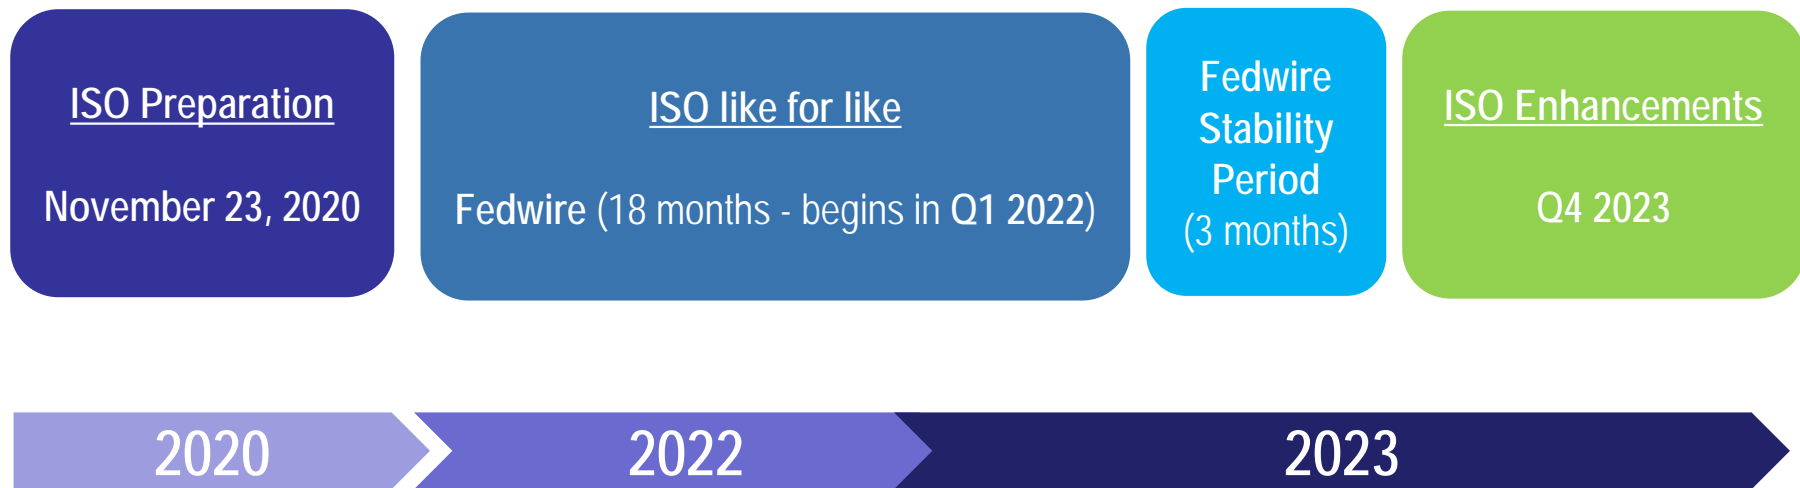 ISO Preparation
November 23, 2020
ISO like for like
Fedwire (18 months - begins in Q1 2022)
Fedwire
Stability
Period
(3 months)
ISO Enhancements
Q4 2023
2020
2022
2023